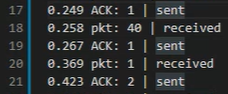 17 0.249 ACK: 1 | sent
18 0.258 pkt: 40 | received
19 0.267 ACK: 1 | sent
20 0.369 pkt: 1 | received
21 0.423 ACK: 2 | sent